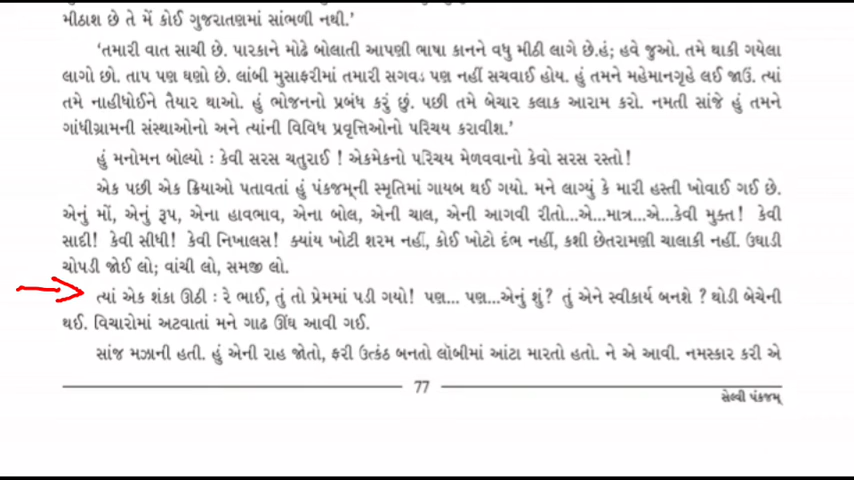 મીઠાશ છે તે મેં કોઈ ગુજરાતણમાં સાંભળી નથી.’
‘તમારી વાત સાચી છે. પારકાને મોઢે બોલાતી આપણી ભાષા કાનને વધુ મીઠી લાગે છે.હં; હવે જુઓ. તમે થાકી ગયેલા
લાગો છો. તાપ પણ ઘણો છે. લાંબી મુસાફરીમાં તમારી સગવડ પણ નહીં સચવાઈ હોય. હું તમને મહેમાનગૃહે લઈ જાઉં. ત્યાં
તમે નાહીધોઈને તૈયાર થાઓ. હું ભોજનનો પ્રબંધ કરું છું. પછી તમે બેચાર કલાક આરામ કરો. નમતી સાંજે હું તમને
ગાંધીગ્રામની સંસ્થાઓનો અને ત્યાંની વિવિધ પ્રવૃત્તિઓનો પરિચય કરાવીશ.’
હું મનોમન બોલ્યો : કેવી સરસ ચતુરાઈ ! એકમેકનો પરિચય મેળવવાનો કેવો સરસ રસ્તો!
એક પછી એક ક્રિયાઓ પતાવતાં હું પંકજમ્‌ની સ્મૃતિમાં ગાયબ થઈ ગયો. મને લાગ્યું કે મારી હસ્તી ખોવાઈ ગઈ છે.
એનું મોં, એનું રૂપ, એના હાવભાવ, એના બોલ, એની ચાલ, એની આગવી રીતો...એ...માત્ર...એ...કેવી મુક્ત! કેવી
સાદી! કેવી સીધી! કેવી નિખાલસ! ક્યાંય ખોટી શરમ નહીં, કોઈ ખોટો દંભ નહીં, કશી છેતરામણી ચાલાકી નહીં. ઉઘાડી
ચોપડી જોઈ લો; વાંચી લો, સમજી લો.
ત્યાં એક શંકા ઊઠી : રે ભાઈ, તું તો પ્રેમમાં પડી ગયો! પણ... પણ...એનું શું? તું એને સ્વીકાર્ય બનશે ? થોડી બેચેની
થઈ. વિચારોમાં અટવાતાં મને ગાઢ ઊંઘ આવી ગઈ.
સાંજ મઝાની હતી. હું એની રાહ જોતો, ફરી ઉત્કંઠ બનતો લૉબીમાં આંટા મારતો હતો. ને એ આવી. નમસ્કાર કરી એ
77
સેલ્વી પંકજમ્